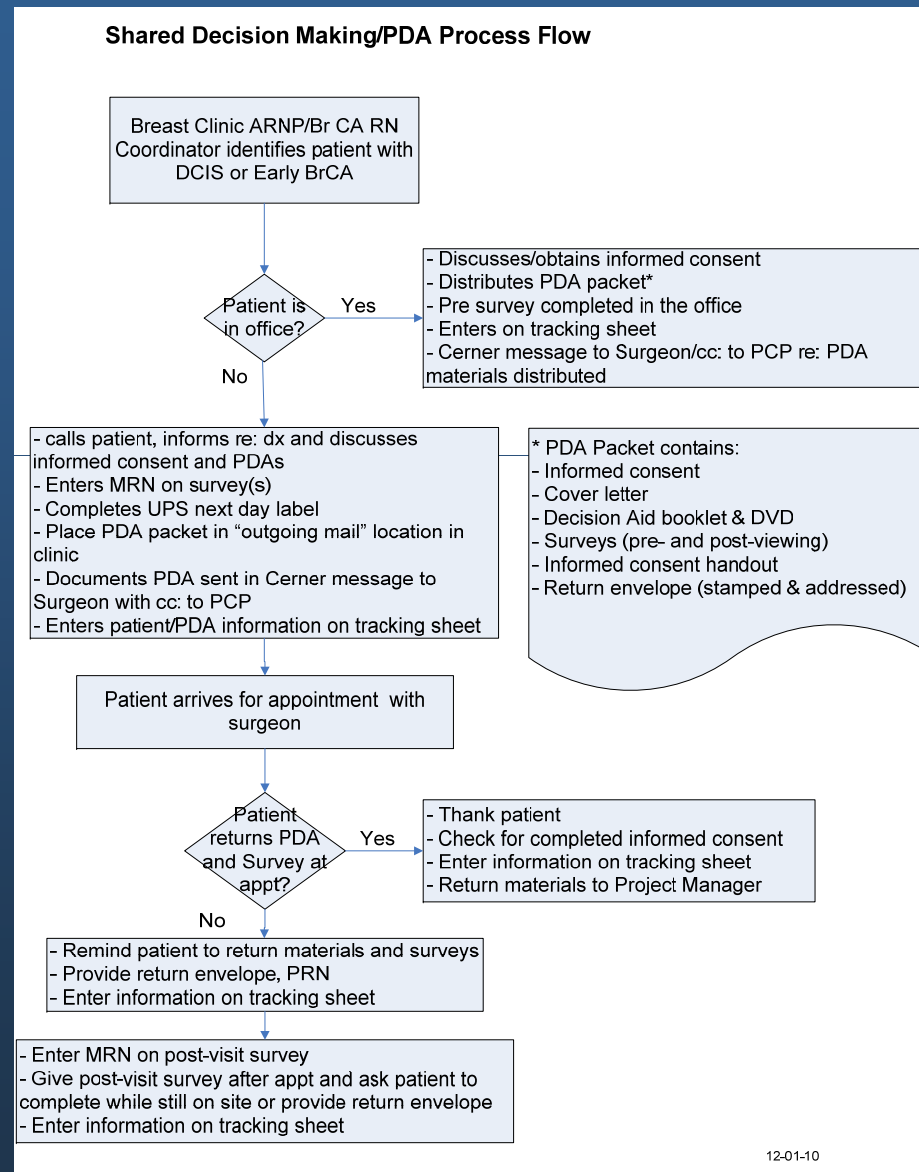 Shared Decision Making/PDA Process Flow
Breast Clinic ARNP/Br CA RN
Coordinator identifies patient with
DCIS or Early BrCA
Patient is
in office?
Yes
- Discusses/obtains informed consent
- Distributes PDA packet*
- Pre survey completed in the office
- Enters on tracking sheet
- Cerner message to Surgeon/cc: to PCP re: PDA
materials distributed
No
- calls patient, informs re: dx and discusses
informed consent and PDAs
- Enters MRN on survey(s)
- Completes UPS next day label
- Place PDA packet in “outgoing mail” location in
clinic
- Documents PDA sent in Cerner message to
Surgeon with cc: to PCP
- Enters patient/PDA information on tracking sheet
* PDA Packet contains:
- Informed consent
- Cover letter
- Decision Aid booklet & DVD
- Surveys (pre- and post-viewing)
- Informed consent handout
- Return envelope (stamped & addressed)
Patient arrives for appointment with
surgeon
Patient
returns PDA
and Survey at
appt?
Yes
- Thank patient
- Check for completed informed consent
- Enter information on tracking sheet
- Return materials to Project Manager
No
- Remind patient to return materials and surveys
- Provide return envelope, PRN
- Enter information on tracking sheet
- Enter MRN on post-visit survey
- Give post-visit survey after appt and ask patient to
complete while still on site or provide return envelope
- Enter information on tracking sheet
12-01-10